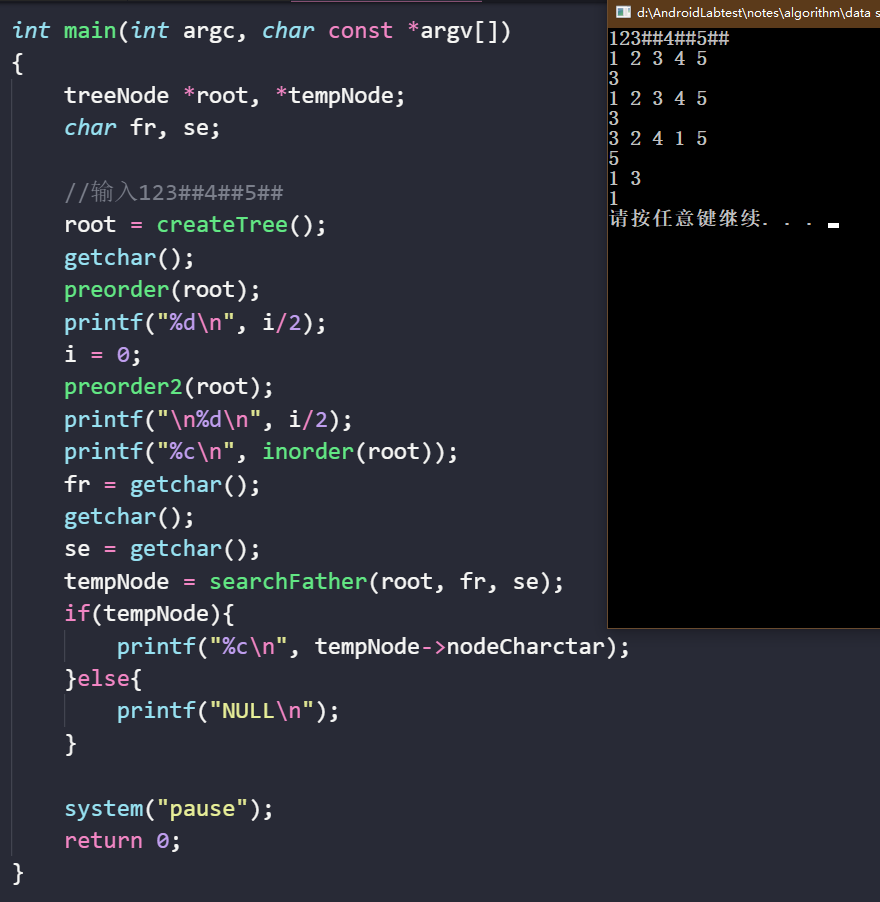 int main(int argc, char const *argv[])
{
    treeNode *root, *tempNode;
    char fr, se;

    //输入123##4##5##
    root = createTree();
    getchar();
    preorder(root);
    printf("%d\n", i/2);
    i = 0;
    preorder2(root);
    printf("\n%d\n", i/2);
    printf("%c\n", inorder(root));
    fr = getchar();
    getchar();
    se = getchar();
    tempNode = searchFather(root, fr, se);
    if(tempNode){
        printf("%c\n", tempNode->nodeCharctar);
    }else{
        printf("NULL\n");
    }

    system("pause");
    return 0;
}
d:\AndroidLabtest\notes\algorithm\data s
123##4##5##
1 2 3 4 5
3
1 2 3 4 5
3
3 2 4 1 5
5
1 3
1
请按任意键继续. . .